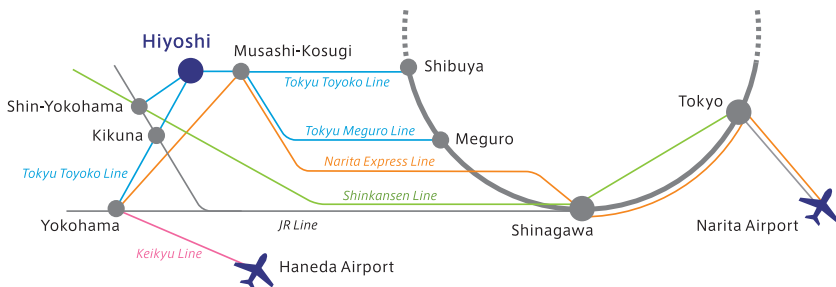 Hiyoshi
Musashi-Kosugi
Shibuya
Tokyu Toyoko Line
Tokyo
Shin-Yokohama
Kikuna
Tokyu Meguro Line
Meguro
Narita Express Line
Tokyu Toyoko Line
Shinkansen Line
Yokohama
JR Line
Shinagawa
Narita Airport
Keikyu Line
Haneda Airport